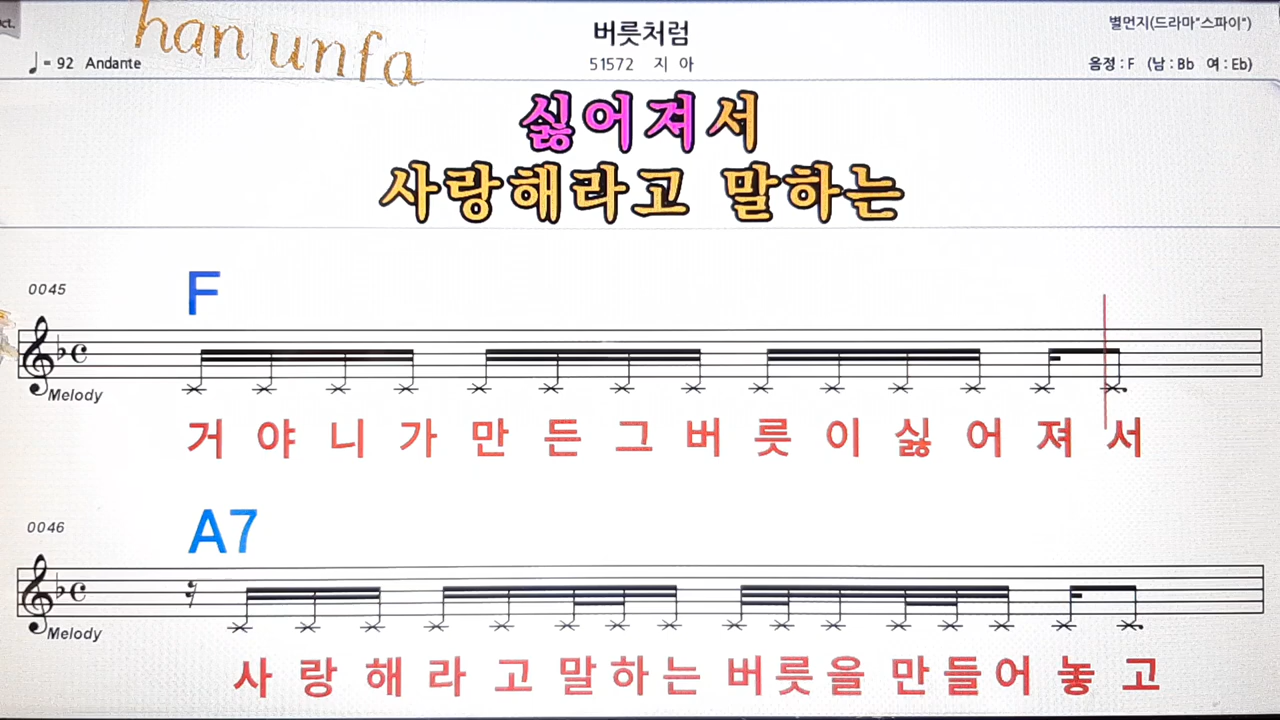 ct.
han unfa
버릇처럼
별먼지(드라마"스파이")
♩= 92 Andante
51572 지 아
음정 : F (남 : Bb 여 : Eb)
싫어져서
사랑해라고 말하는
0045
F
Melody
거 야 니 가 만 든 그 버 릇 이 싫 어 져 서
0046
A7
Melody
사 랑 해 라 고 말 하 는 버 릇 을 만 들 어 놓 고